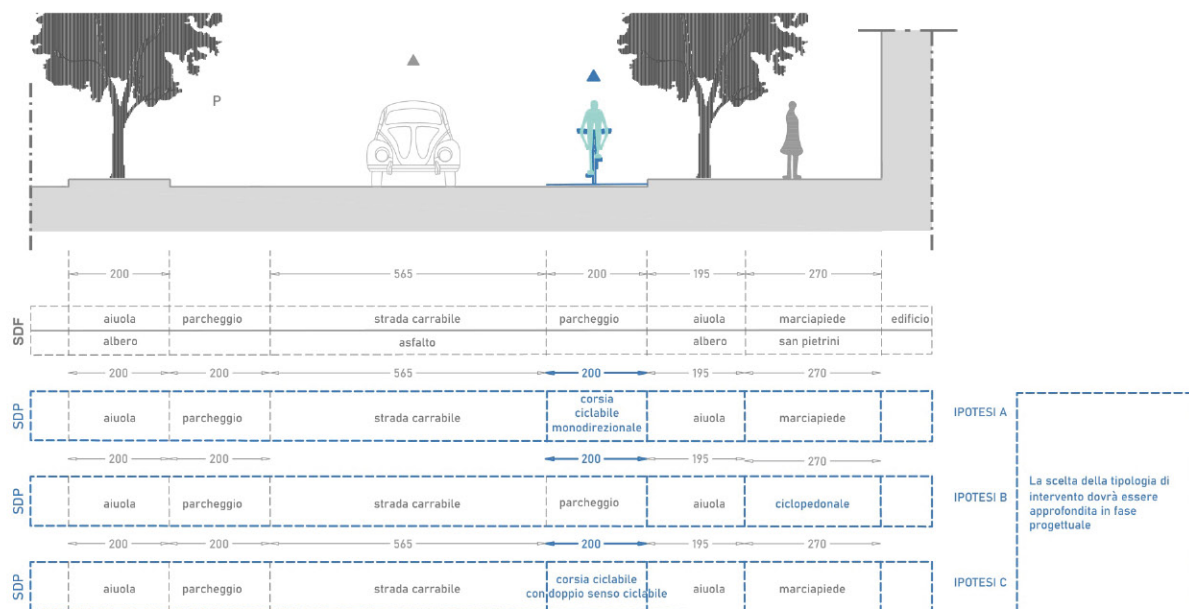 P
200 565 200 195 270
SDF
aiuola parcheggio strada carrabile parcheggio aiuola marciapiede edificio
albero asfalto albero san pietrini
200 200 565 200 195 270
SDP
aiuola parcheggio strada carrabile corsia ciclabile monodirezionale aiuola marciapiede
IPOTESI A
200 200 200 195 270
SDP
aiuola parcheggio strada carrabile parcheggio aiuola ciclopedonale
IPOTESI B
La scelta della tipologia di
intervento dovrà essere
approfondita in fase
progettuale
200 200 565 200 195 270
SDP
aiuola parcheggio strada carrabile corsia ciclabile con doppio senso ciclabile aiuola marciapiede
IPOTESI C